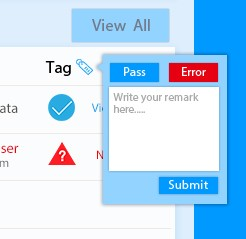 View All
Tag
Pass Error
Write your remark
here.....
ata
Vi
ser
m
N
Submit